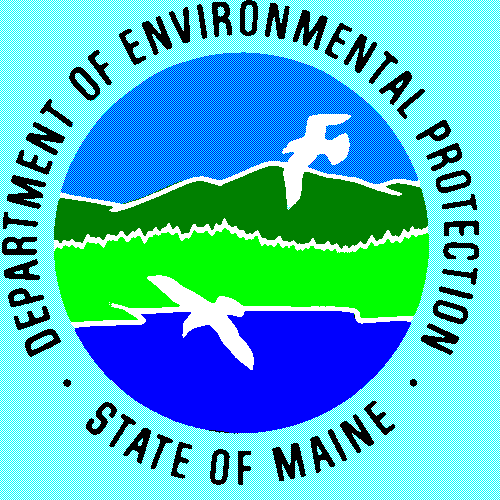 DEPARTMENT OF ENVIRONMENTAL PROTECTION
• STATE OF MAINE •